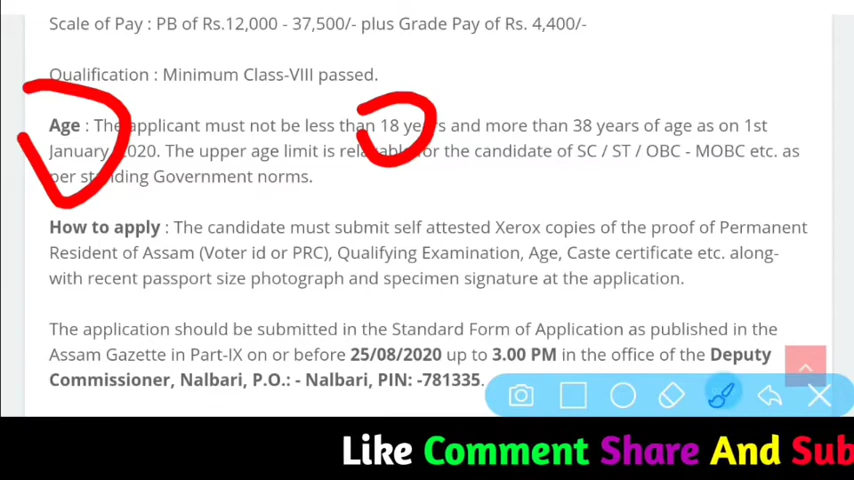 Scale of Pay : PB of Rs.12,000 - 37,500/- plus Grade Pay of Rs. 4,400/-
Qualification : Minimum Class-VIII passed.
Age : The applicant must not be less than 18 years and more than 38 years of age as on 1st
January 2020. The upper age limit is relaxable for the candidate of SC / ST / OBC - MOBC etc. as
per standing Government norms.
How to apply : The candidate must submit self attested Xerox copies of the proof of Permanent
Resident of Assam (Voter id or PRC), Qualifying Examination, Age, Caste certificate etc. along-
with recent passport size photograph and specimen signature at the application.
The application should be submitted in the Standard Form of Application as published in the
Assam Gazette in Part-IX on or before 25/08/2020 up to 3.00 PM in the office of the Deputy
Commissioner, Nalbari, P.O.: - Nalbari, PIN: -781335.
Like Comment Share And Sub